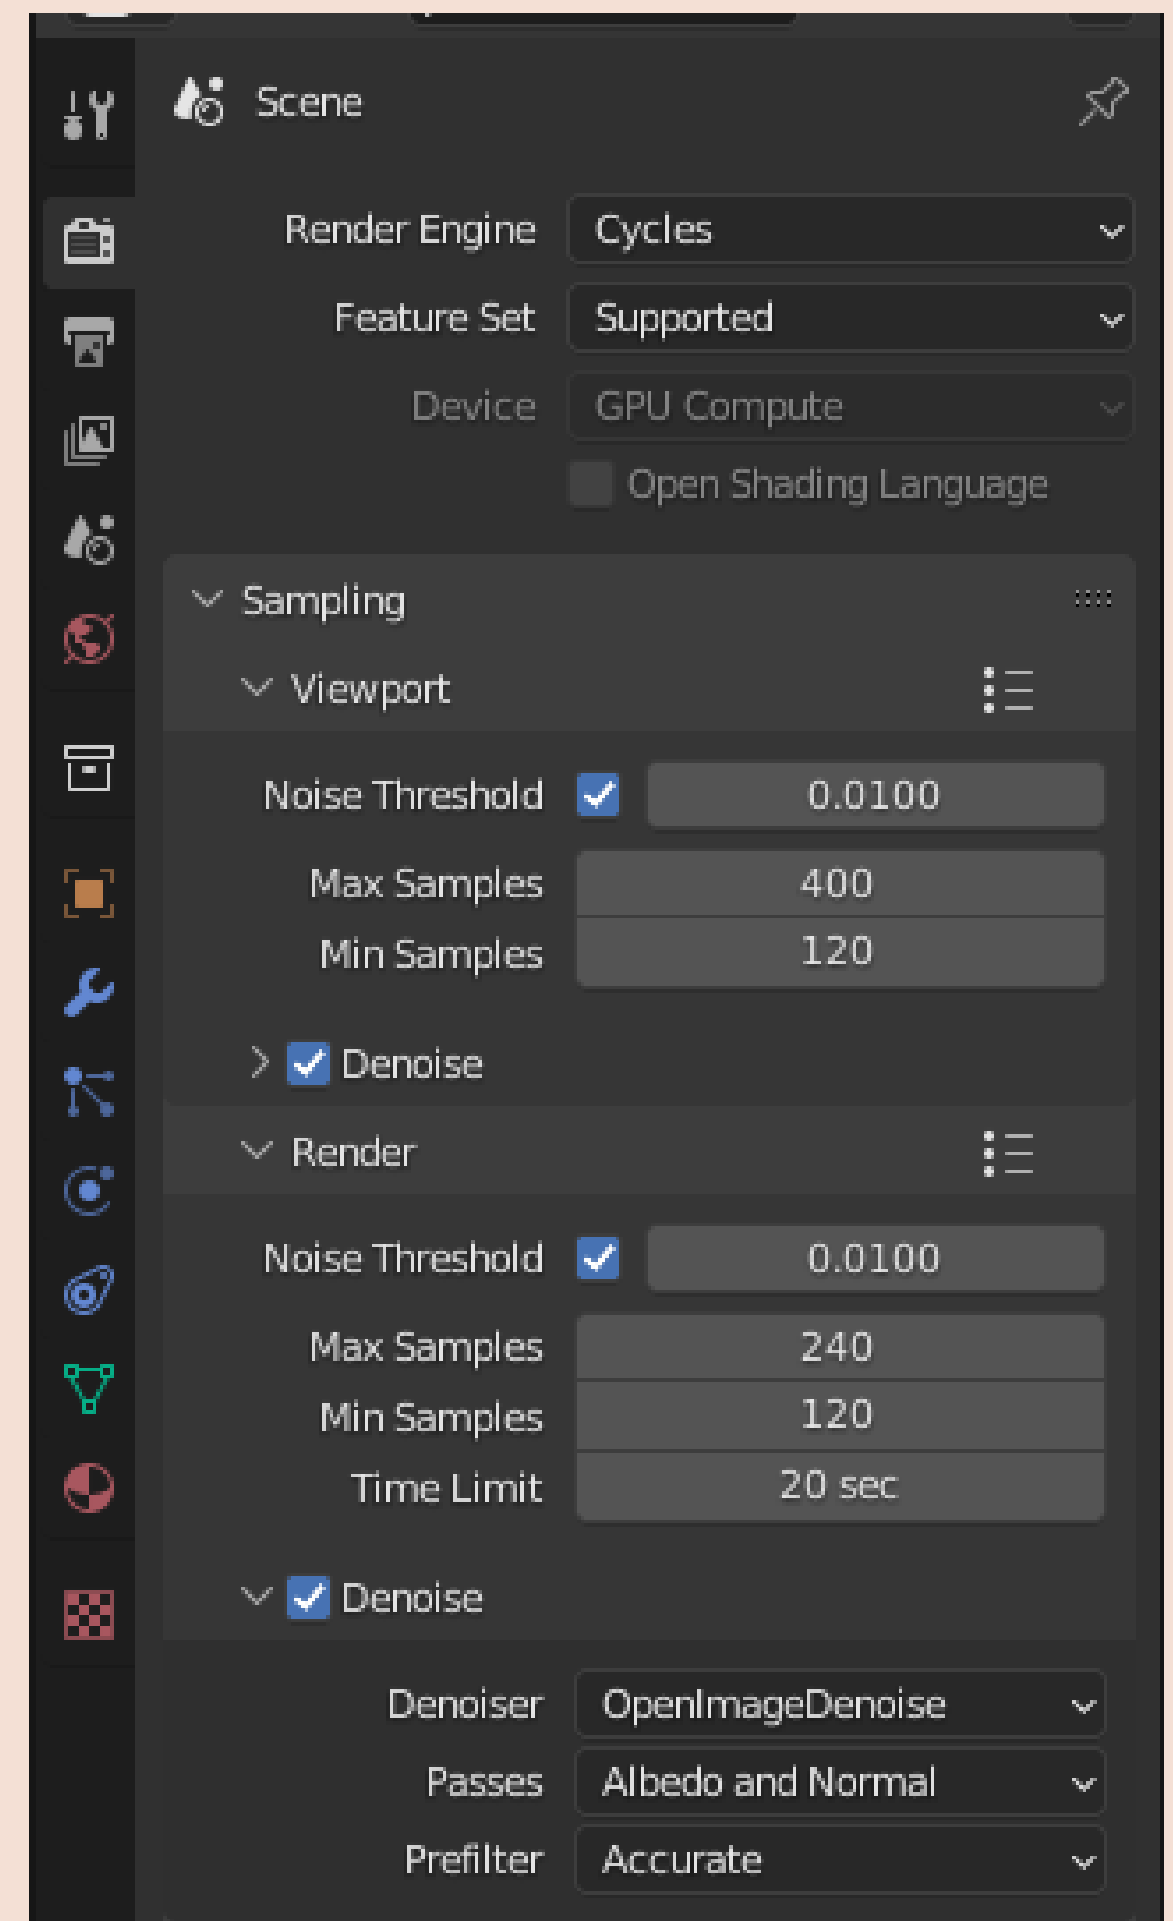 Scene
Render Engine Cycles
Feature Set Supported
Device GPU Compute
Open Shading Language
Sampling
Viewport
Noise Threshold 0.0100
Max Samples 400
Min Samples 120
Denoise
Render
Noise Threshold 0.0100
Max Samples 240
Min Samples 120
Time Limit 20 sec
Denoise
Denoiser OpenImageDenoise
Passes Albedo and Normal
Prefilter Accurate